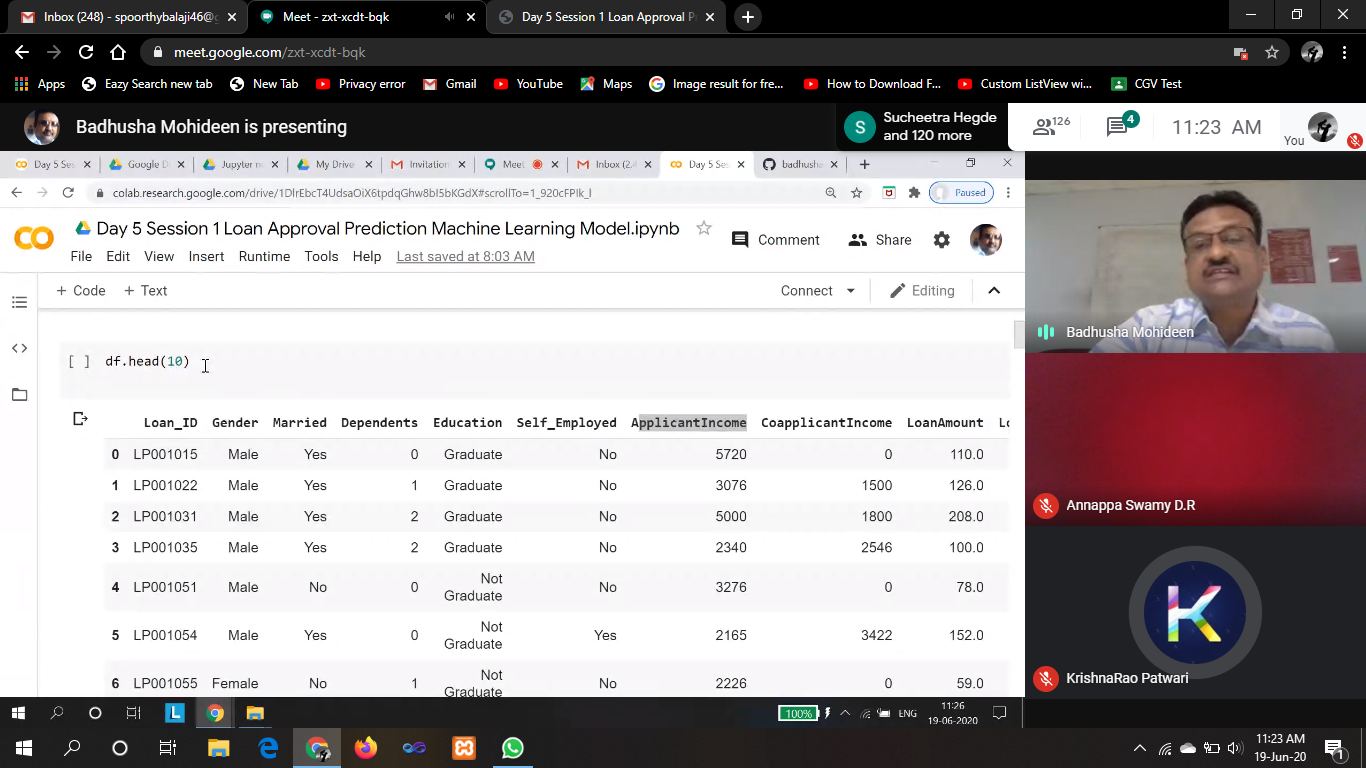 Inbox (248) - spoorthybalaji46@g
Meet - zxt-xcdt-bqk
Day 5 Session 1 Loan Approval P
meet.google.com/zxt-xcdt-bqk
Apps
Eazy Search new tab
New Tab
Privacy error
Gmail
YouTube
Maps
Image result for fre...
How to Download F...
Custom ListView wi...
CGV Test
Badhusha Mohideen is presenting
S
Sucheetra Hegde
and 120 more
126
4
11:23 AM
You
Day 5 Ses
Google D
Jupyter n
My Drive
Invitation
Meet
Inbox (2,
Day 5 Ses
badhusha
colab.research.google.com/drive/1DlrEbcT4UdsaOiX6tpdqGhw8bI5bKGdX#scrollTo=1_920cFPlk_l
Paused
Day 5 Session 1 Loan Approval Prediction Machine Learning Model.ipynb
Comment
Share
File Edit View Insert Runtime Tools Help Last saved at 8:03 AM
+ Code + Text
Connect
Editing
[ ] df.head(10)
Loan_ID Gender Married Dependents Education Self_Employed ApplicantIncome CoapplicantIncome LoanAmount Lo
0 LP001015 Male Yes 0 Graduate No 5720 0 110.0
1 LP001022 Male Yes 1 Graduate No 3076 1500 126.0
2 LP001031 Male Yes 2 Graduate No 5000 1800 208.0
3 LP001035 Male Yes 2 Graduate No 2340 2546 100.0
4 LP001051 Male No 0 Not Graduate No 3276 0 78.0
5 LP001054 Male Yes 0 Not Graduate Yes 2165 3422 152.0
6 LP001055 Female No 1 Not Graduate No 2226 0 59.0
Badhusha Mohideen
Annappa Swamy D.R
K
KrishnaRao Patwari
L
100%
ENG
11:26
19-06-2020
11:23 AM
19-Jun-20
1